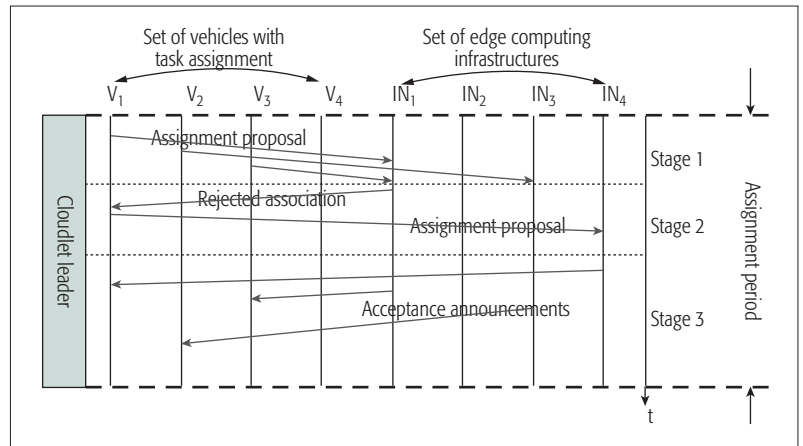 Set of vehicles with
task assignment
Set of edge computing
infrastructures
V1 V2 V3 V4 IN1 IN2 IN3 IN4
Cloudlet leader
Assignment proposal
Stage 1
Rejected association
Assignment proposal
Stage 2
Acceptance announcements
Stage 3
Assignment period
t